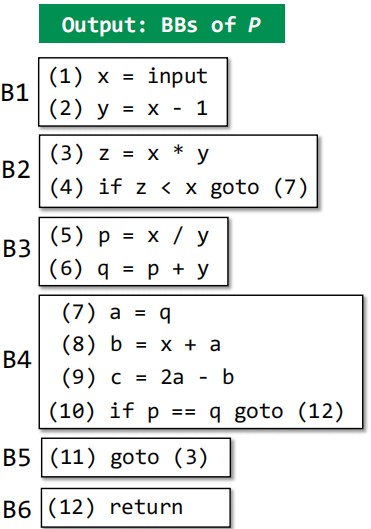 Output: BBs of P
B1
(1) x = input
(2) y = x - 1
B2
(3) z = x * y
(4) if z < x goto (7)
B3
(5) p = x / y
(6) q = p + y
B4
(7) a = q
(8) b = x + a
(9) c = 2a - b
(10) if p == q goto (12)
B5
(11) goto (3)
B6
(12) return